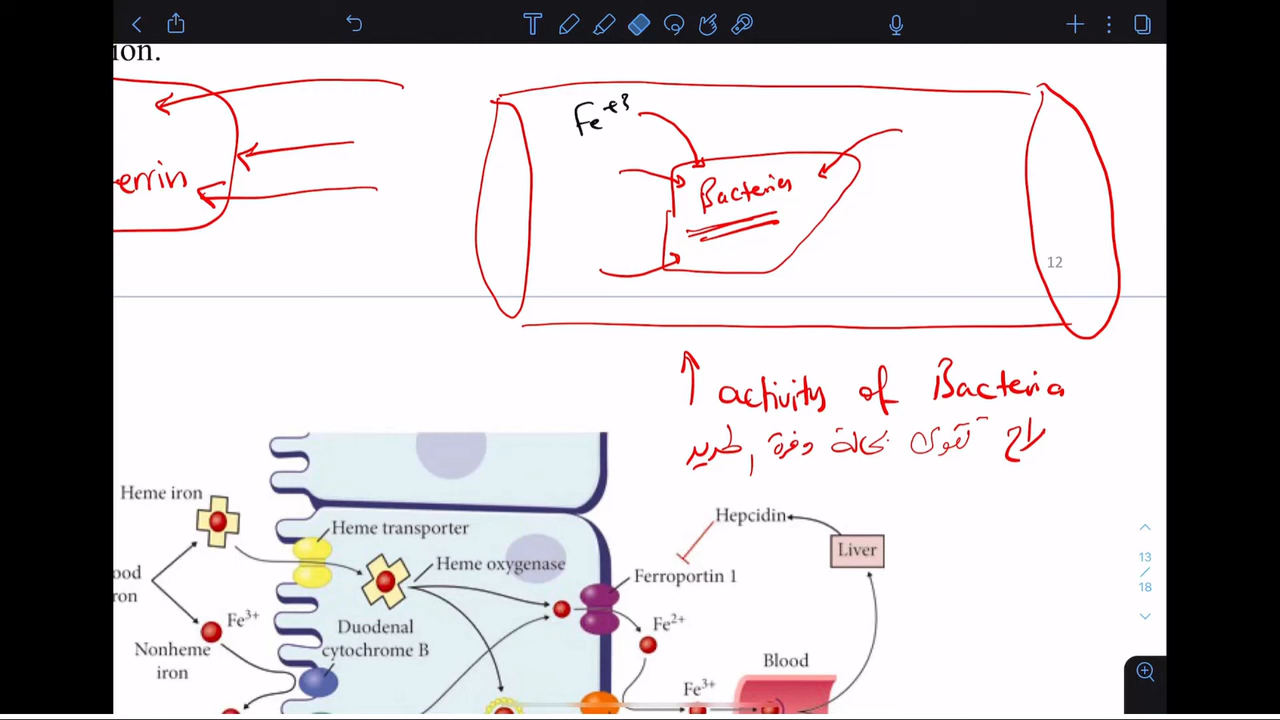 ion.
Fe+3
Bacteria
errin
12
↑ activity of Bacteria
راح تقوى بحالة وفرة
Heme iron
Heme transporter
Hepcidin
Liver
Heme oxygenase
Ferroportin 1
ood
ron
Fe3+
Duodenal
cytochrome B
Fe2+
Nonheme
iron
Blood
Fe3+
13
18